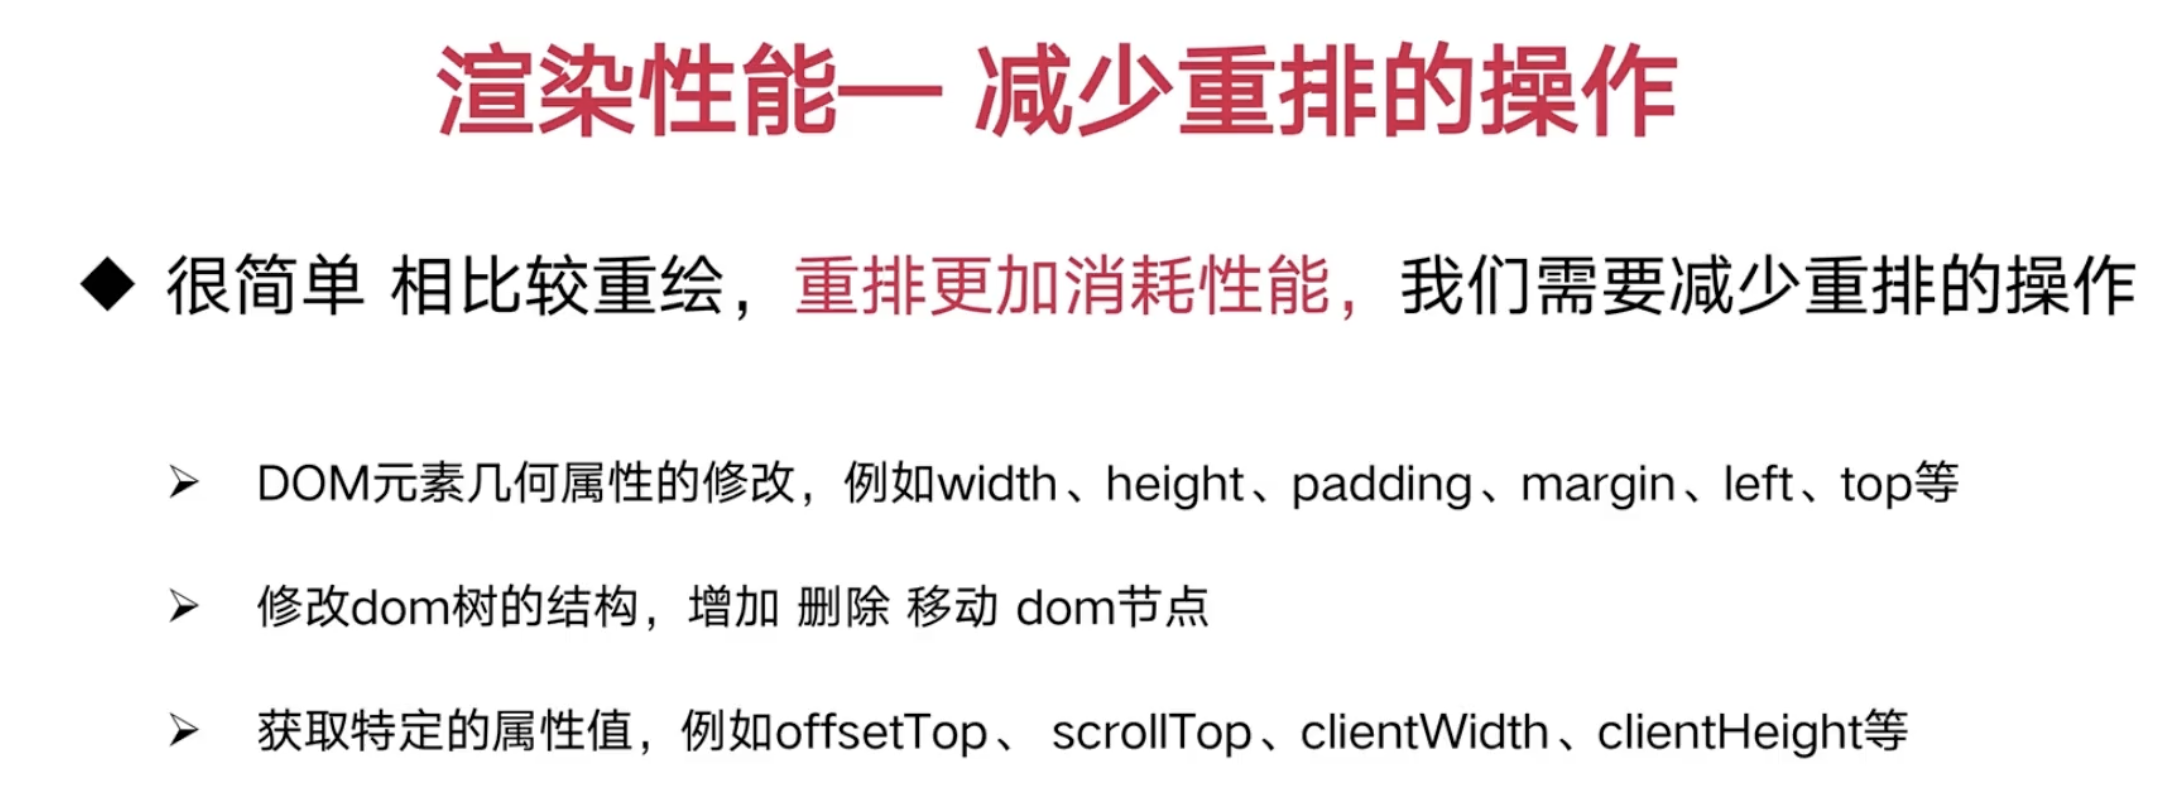 渲染性能— 减少重排的操作
很简单 相比较重绘，重排更加消耗性能，我们需要减少重排的操作
DOM元素几何属性的修改，例如width、height、padding、margin、left、top等
修改dom树的结构，增加 删除 移动 dom节点
获取特定的属性值，例如offsetTop、 scrollTop、clientWidth、clientHeight等